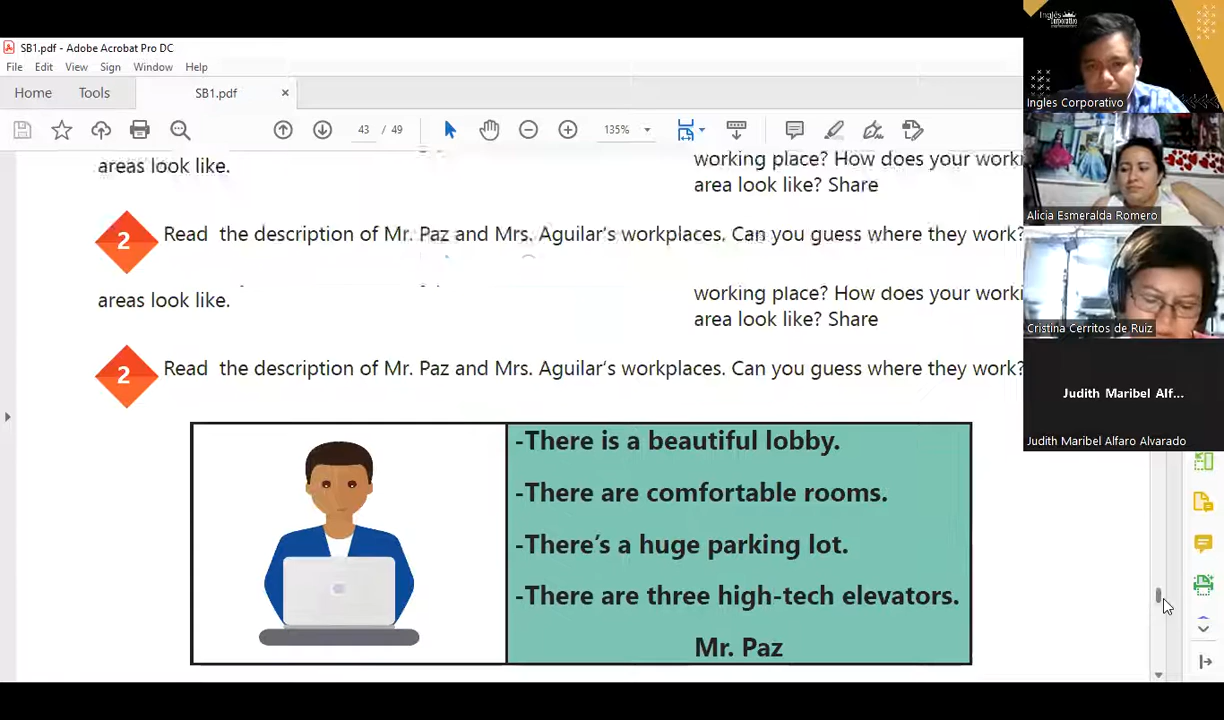 SB1.pdf - Adobe Acrobat Pro DC
File Edit View Sign Window Help
Home Tools SB1.pdf ×
43 / 49 135%
areas look like.
working place? How does your worki
area look like? Share
2 Read the description of Mr. Paz and Mrs. Aguilar's workplaces. Can you guess where they work?
areas look like.
working place? How does your worki
area look like? Share
2 Read the description of Mr. Paz and Mrs. Aguilar's workplaces. Can you guess where they work?
-There is a beautiful lobby.
-There are comfortable rooms.
-There's a huge parking lot.
-There are three high-tech elevators.
Mr. Paz
Inglés
Corporativo
Ingles Corporativo
Alicia Esmeralda Romero
Cristina Cerritos de Ruiz
Judith Maribel Alf...
Judith Maribel Alfaro Alvarado